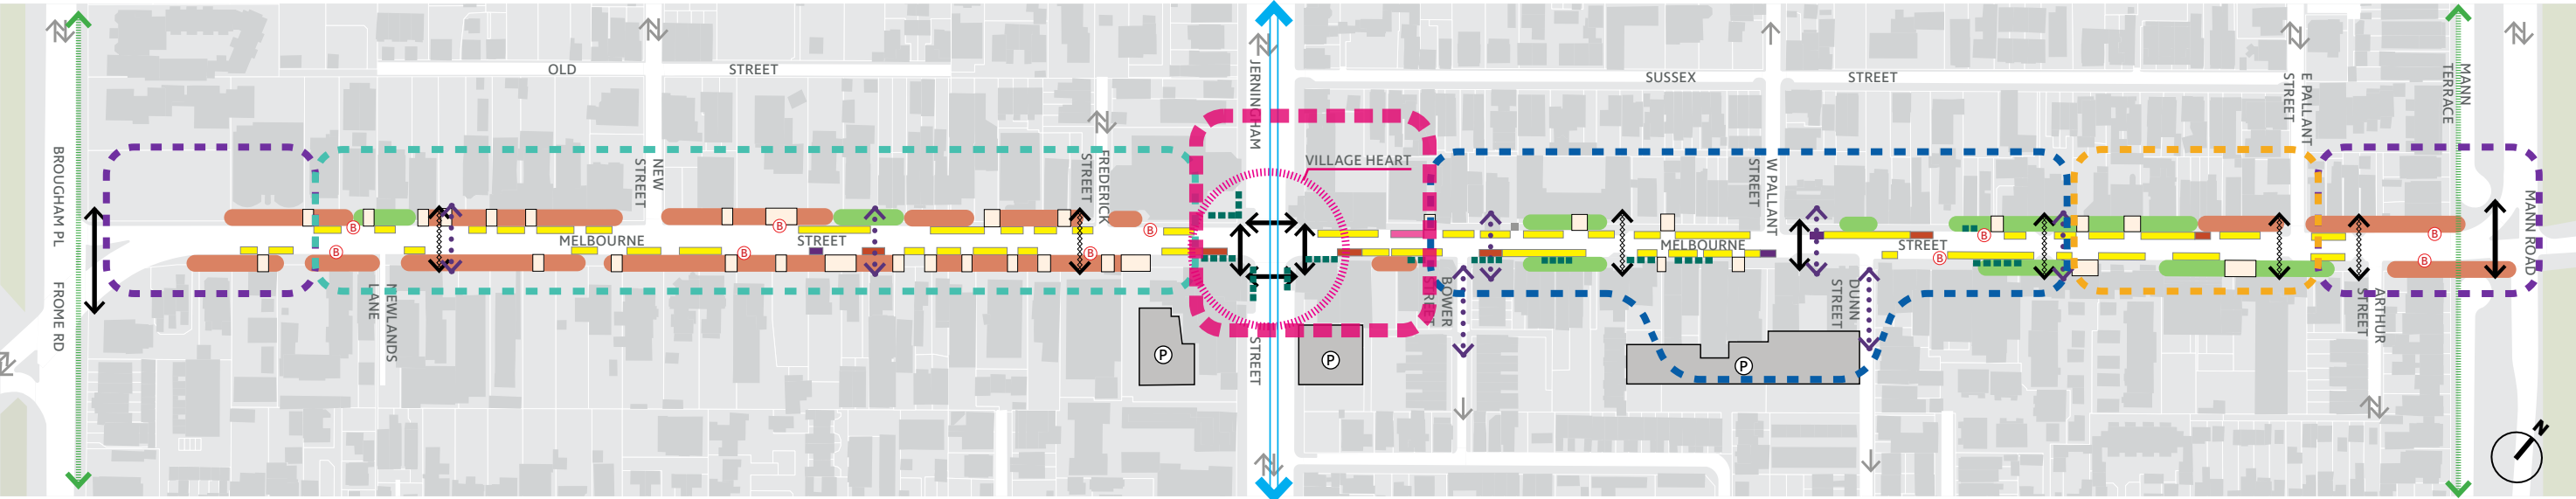 OLD STREET
SUSSEX STREET
JERNINGHAM
STREET
MANN
TERRACE
E PALLANT
STREET
BROUGHAM PL
FROME RD
NEW
STREET
FREDERICK
STREET
VILLAGE HEART
W PALLANT
STREET
MANN ROAD
MELBOURNE STREET
MELBOURNE STREET
B
B
B
B
B
B
B
B
B
B
NEWLANDS
LANE
BOWER
STREET
DUNN
STREET
ARTHUR
STREET
P
P
P
N